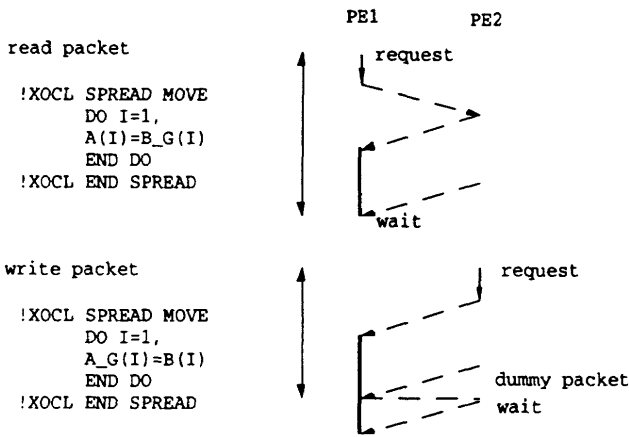 PE1 PE2
read packet
request
!XOCL SPREAD MOVE
DO I=1,
A(I)=B_G(I)
END DO
!XOCL END SPREAD
wait
write packet
request
!XOCL SPREAD MOVE
DO I=1,
A_G(I)=B(I)
END DO
dummy packet
!XOCL END SPREAD
wait